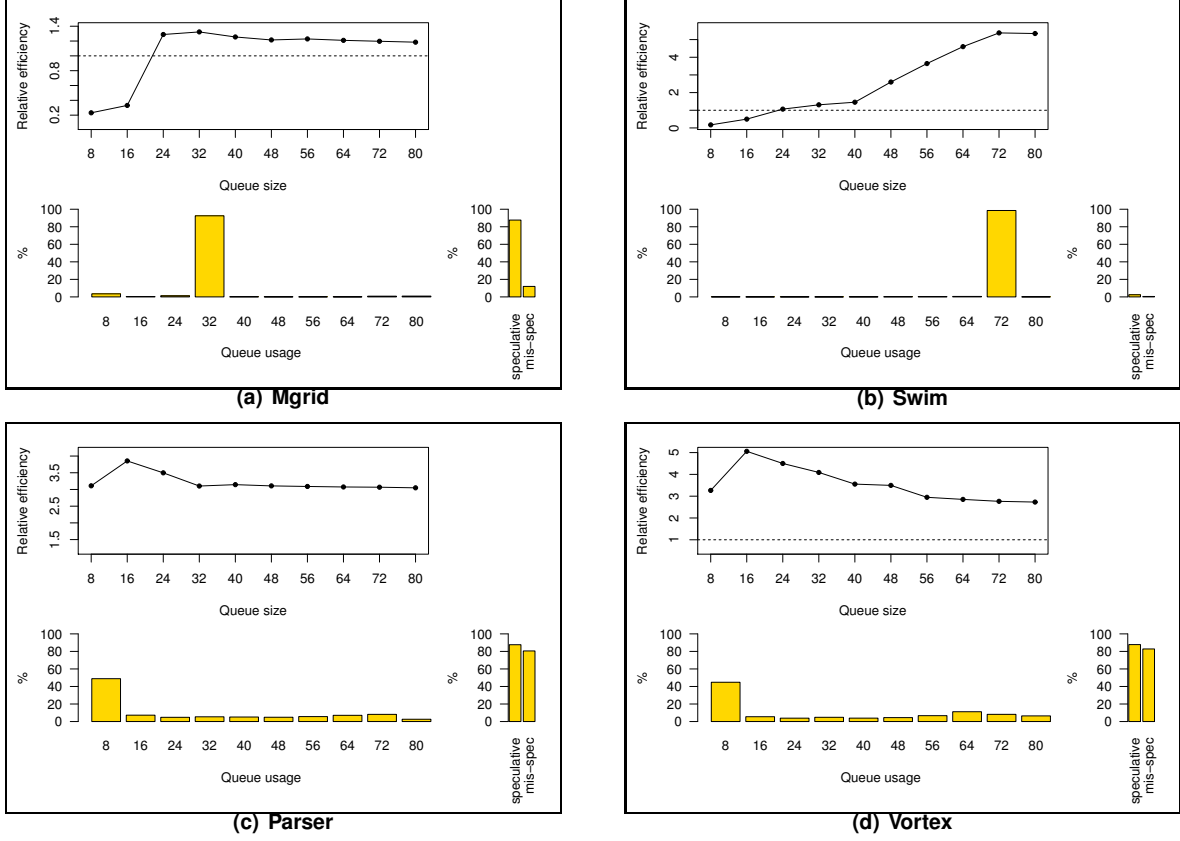 Relative efficiency
1.4
0.8
0.2
8 16 24 32 40 48 56 64 72 80
Queue size
%
100
80
60
40
20
0
8 16 24 32 40 48 56 64 72 80
Queue usage
%
100
80
60
40
20
0
speculative
mis−spec
(a) Mgrid
Relative efficiency
4
2
0
8 16 24 32 40 48 56 64 72 80
Queue size
%
100
80
60
40
20
0
8 16 24 32 40 48 56 64 72 80
Queue usage
%
100
80
60
40
20
0
speculative
mis−spec
(b) Swim
Relative efficiency
3.5
2.5
1.5
8 16 24 32 40 48 56 64 72 80
Queue size
%
100
80
60
40
20
0
8 16 24 32 40 48 56 64 72 80
Queue usage
%
100
80
60
40
20
0
speculative
mis−spec
(c) Parser
Relative efficiency
5
4
3
2
1
8 16 24 32 40 48 56 64 72 80
Queue size
%
100
80
60
40
20
0
8 16 24 32 40 48 56 64 72 80
Queue usage
%
100
80
60
40
20
0
speculative
mis−spec
(d) Vortex